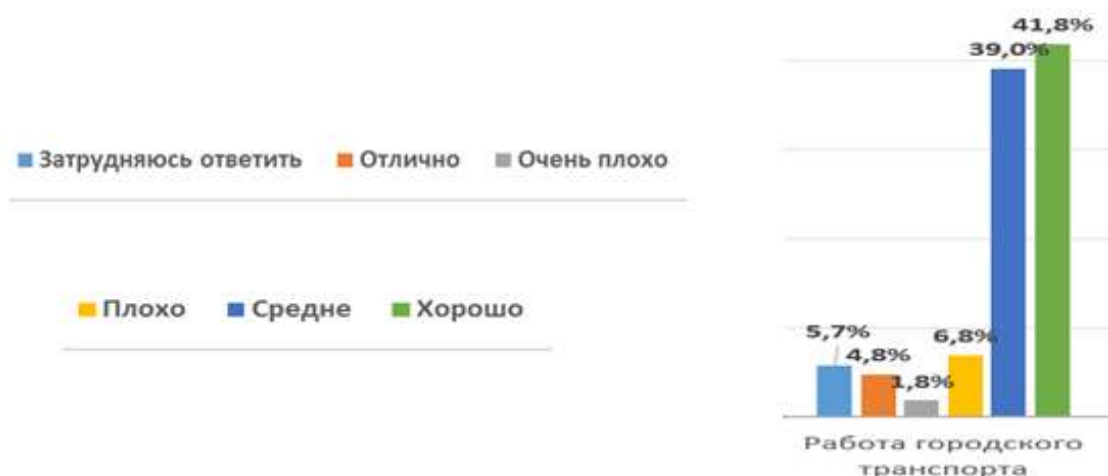 41,8%
39,0%
Затрудняюсь ответить Отлично Очень плохо
Плохо Средне Хорошо
5,7%
6,8%
4,8%
1,8%
Работа городского
транспорта